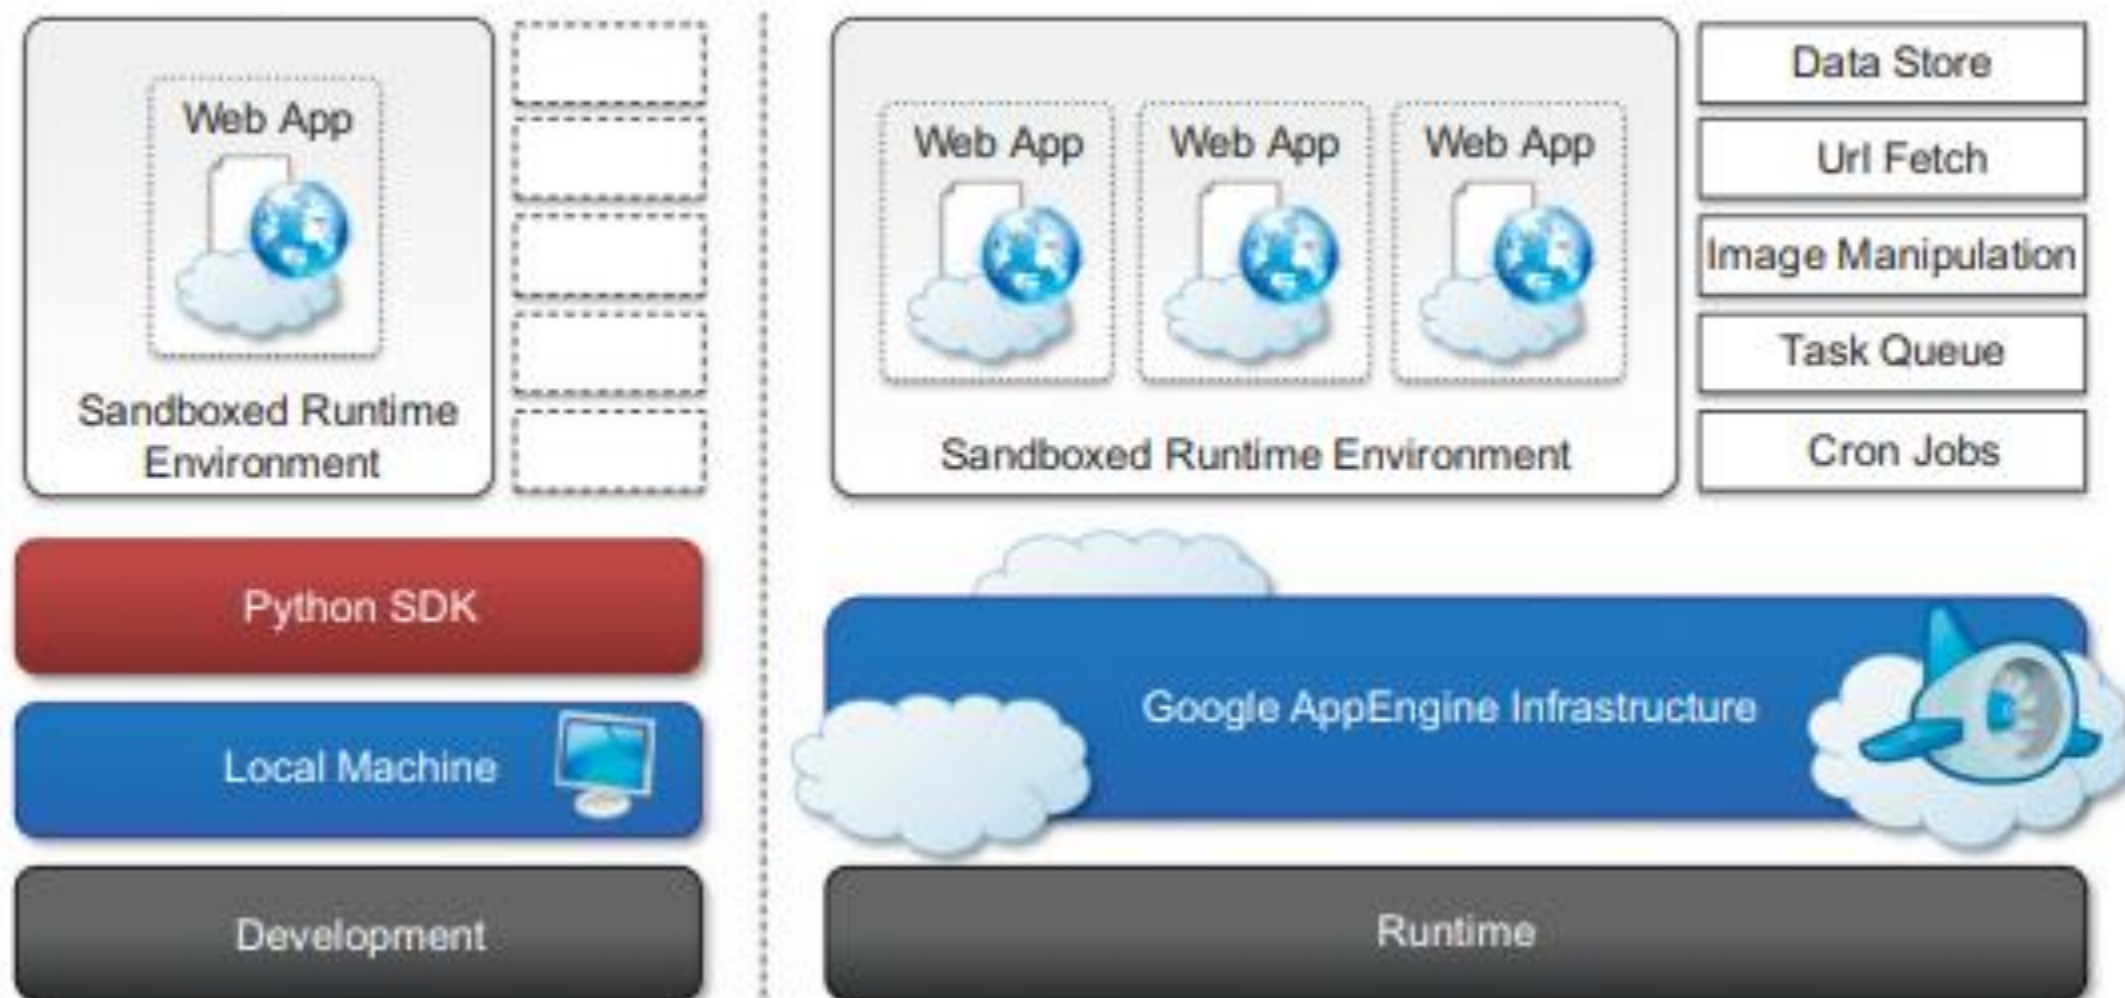 Web App
Sandboxed Runtime
Environment
Python SDK
Local Machine
Development
Web App
Web App
Web App
Sandboxed Runtime Environment
Data Store
Url Fetch
Image Manipulation
Task Queue
Cron Jobs
Google AppEngine Infrastructure
Runtime